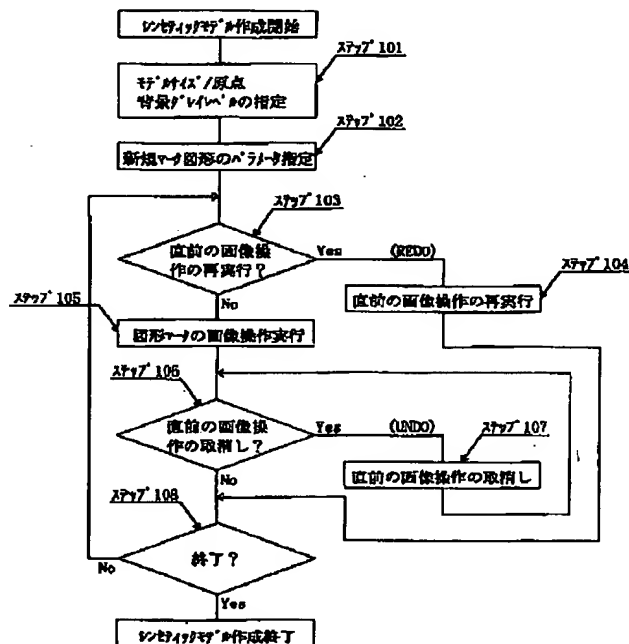 シンセティックモデル作成開始
ステップ101
モデルサイズ/原点
背景グレイレベルの指定
ステップ102
新規マーク図形のパラメータ指定
ステップ103
直前の画像操
作の再実行?
Yes
(REDO)
ステップ104
直前の画像操作の再実行
No
ステップ105
図形マークの画像操作実行
ステップ106
直前の画像操
作の取消し?
Yes
(UNDO)
ステップ107
直前の画像操作の取消し
No
ステップ108
終了?
No
Yes
シンセティックモデル作成終了